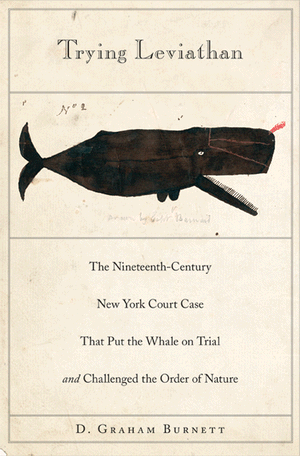 Trying Leviathan
Nº 2
The Nineteenth-Century
New York Court Case
That Put the Whale on Trial
and Challenged the Order of Nature
D. Graham Burnett